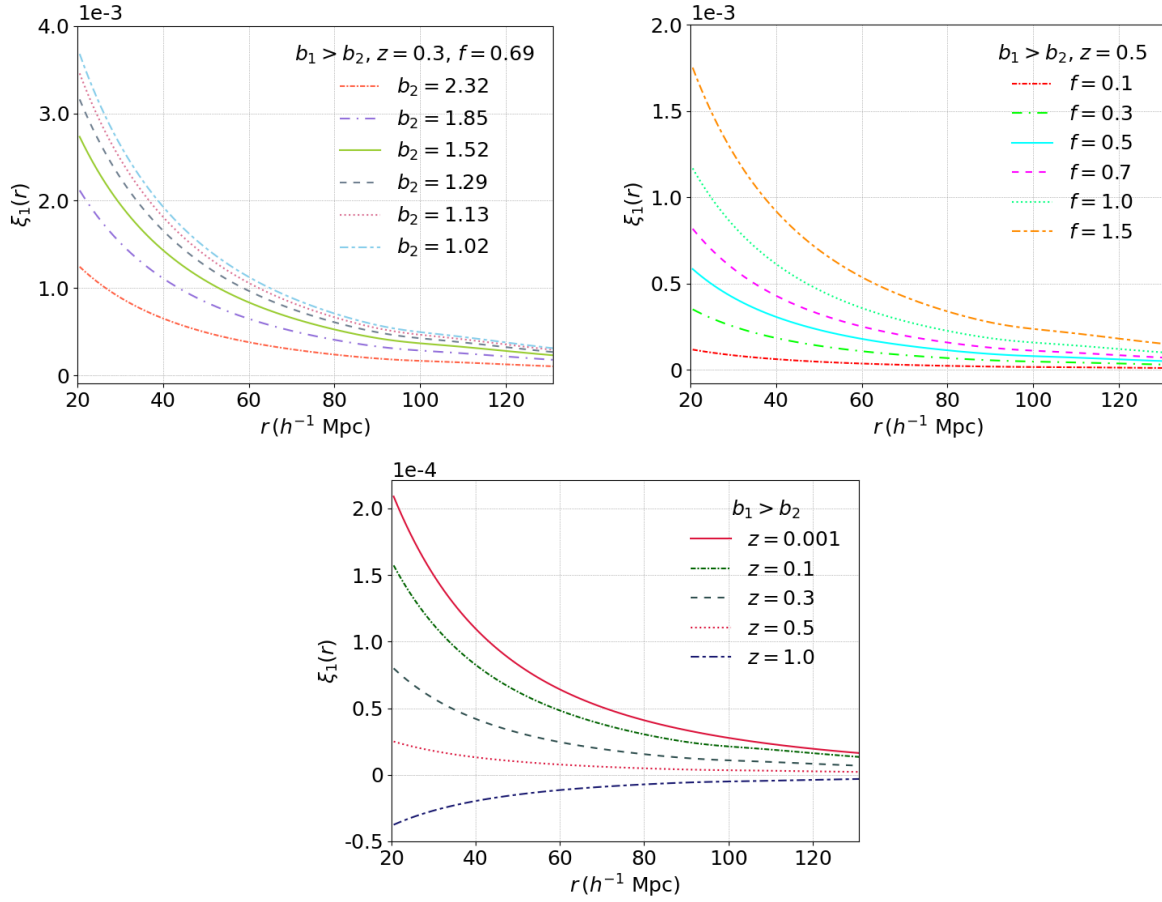 1e-3
4.0
3.0
2.0
1.0
0
ξ₁(r)
b₁ > b₂, z = 0.3, f = 0.69
b₂ = 2.32
b₂ = 1.85
b₂ = 1.52
b₂ = 1.29
b₂ = 1.13
b₂ = 1.02
20 40 60 80 100 120
r (h⁻¹ Mpc)
1e-3
2.0
1.5
1.0
0.5
0
ξ₁(r)
b₁ > b₂, z = 0.5
f = 0.1
f = 0.3
f = 0.5
f = 0.7
f = 1.0
f = 1.5
20 40 60 80 100 120
r (h⁻¹ Mpc)
1e-4
2.0
1.5
1.0
0.5
0
-0.5
ξ₁(r)
b₁ > b₂
z = 0.001
z = 0.1
z = 0.3
z = 0.5
z = 1.0
20 40 60 80 100 120
r (h⁻¹ Mpc)